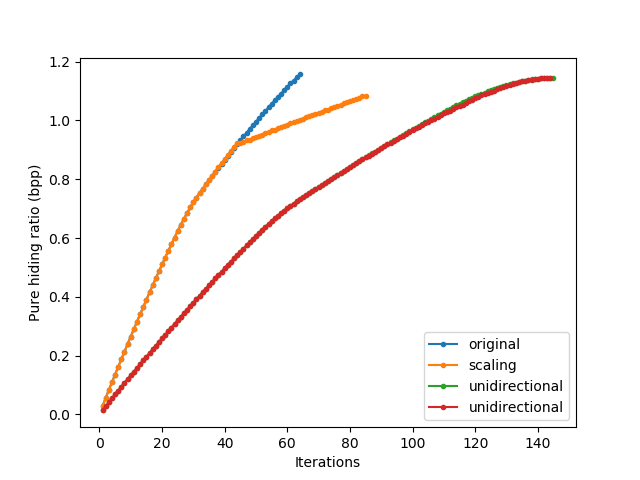 1.2
1.0
0.8
0.6
0.4
0.2
0.0
Pure hiding ratio (bpp)
0 20 40 60 80 100 120 140
Iterations
original
scaling
unidirectional
unidirectional